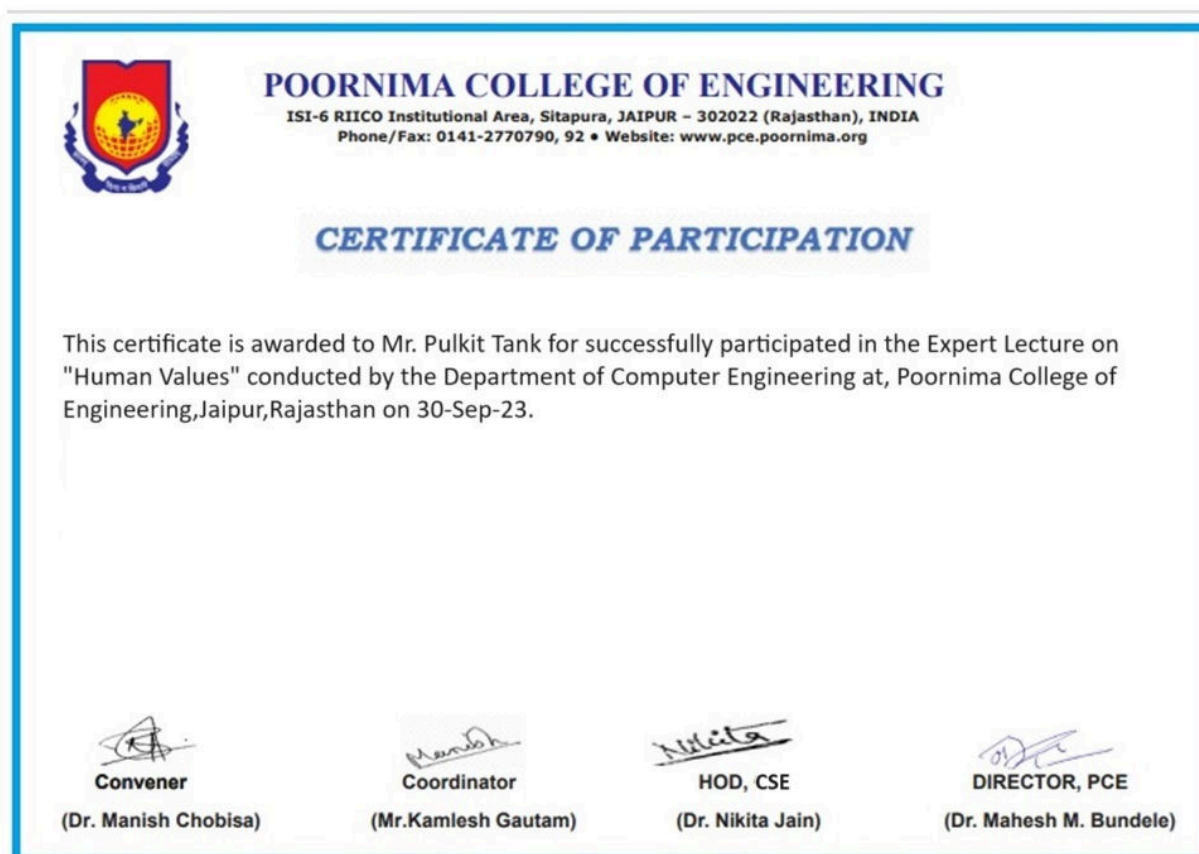 POORNIMA COLLEGE OF ENGINEERING
ISI-6 RIICO Institutional Area, Sitapura, JAIPUR – 302022 (Rajasthan), INDIA
Phone/Fax: 0141-2770790, 92 • Website: www.pce.poornima.org
CERTIFICATE OF PARTICIPATION
This certificate is awarded to Mr. Pulkit Tank for successfully participated in the Expert Lecture on
"Human Values" conducted by the Department of Computer Engineering at, Poornima College of
Engineering,Jaipur,Rajasthan on 30-Sep-23.
Manish Nikita
Convener Coordinator HOD, CSE DIRECTOR, PCE
(Dr. Manish Chobisa) (Mr.Kamlesh Gautam) (Dr. Nikita Jain) (Dr. Mahesh M. Bundele)